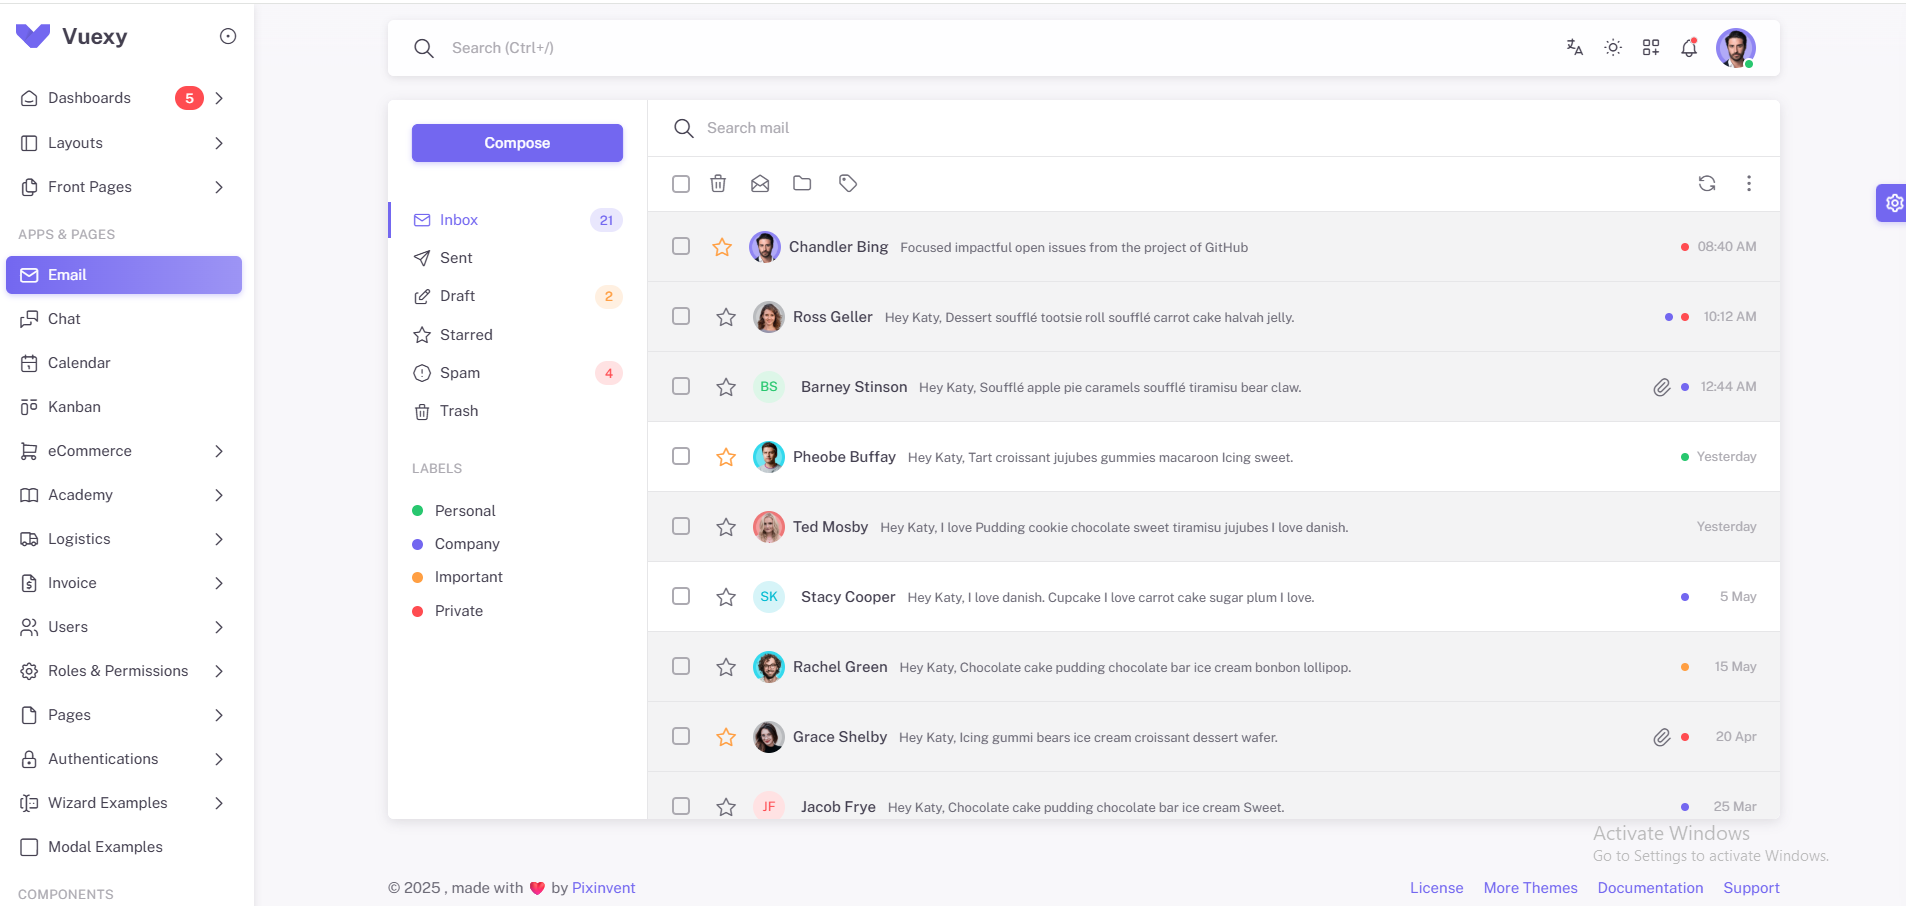 Vuexy
Dashboards 5
Layouts
Front Pages
APPS & PAGES
Email
Chat
Calendar
Kanban
eCommerce
Academy
Logistics
Invoice
Users
Roles & Permissions
Pages
Authentications
Wizard Examples
Modal Examples
COMPONENTS
Search (Ctrl+/)
Compose
Inbox 21
Sent
Draft 2
Starred
Spam 4
Trash
LABELS
Personal
Company
Important
Private
Search mail
Chandler Bing Focused impactful open issues from the project of GitHub 08:40 AM
Ross Geller Hey Katy, Dessert soufflé tootsie roll soufflé carrot cake halvah jelly. 10:12 AM
BS Barney Stinson Hey Katy, Soufflé apple pie caramels soufflé tiramisu bear claw. 12:44 AM
Pheobe Buffay Hey Katy, Tart croissant jujubes gummies macaroon Icing sweet. Yesterday
Ted Mosby Hey Katy, I love Pudding cookie chocolate sweet tiramisu jujubes I love danish. Yesterday
SK Stacy Cooper Hey Katy, I love danish. Cupcake I love carrot cake sugar plum I love. 5 May
Rachel Green Hey Katy, Chocolate cake pudding chocolate bar ice cream bonbon lollipop. 15 May
Grace Shelby Hey Katy, Icing gummi bears ice cream croissant dessert wafer. 20 Apr
JF Jacob Frye Hey Katy, Chocolate cake pudding chocolate bar ice cream Sweet. 25 Mar
Activate Windows
Go to Settings to activate Windows.
© 2025 , made with ❤️ by Pixinvent
License More Themes Documentation Support